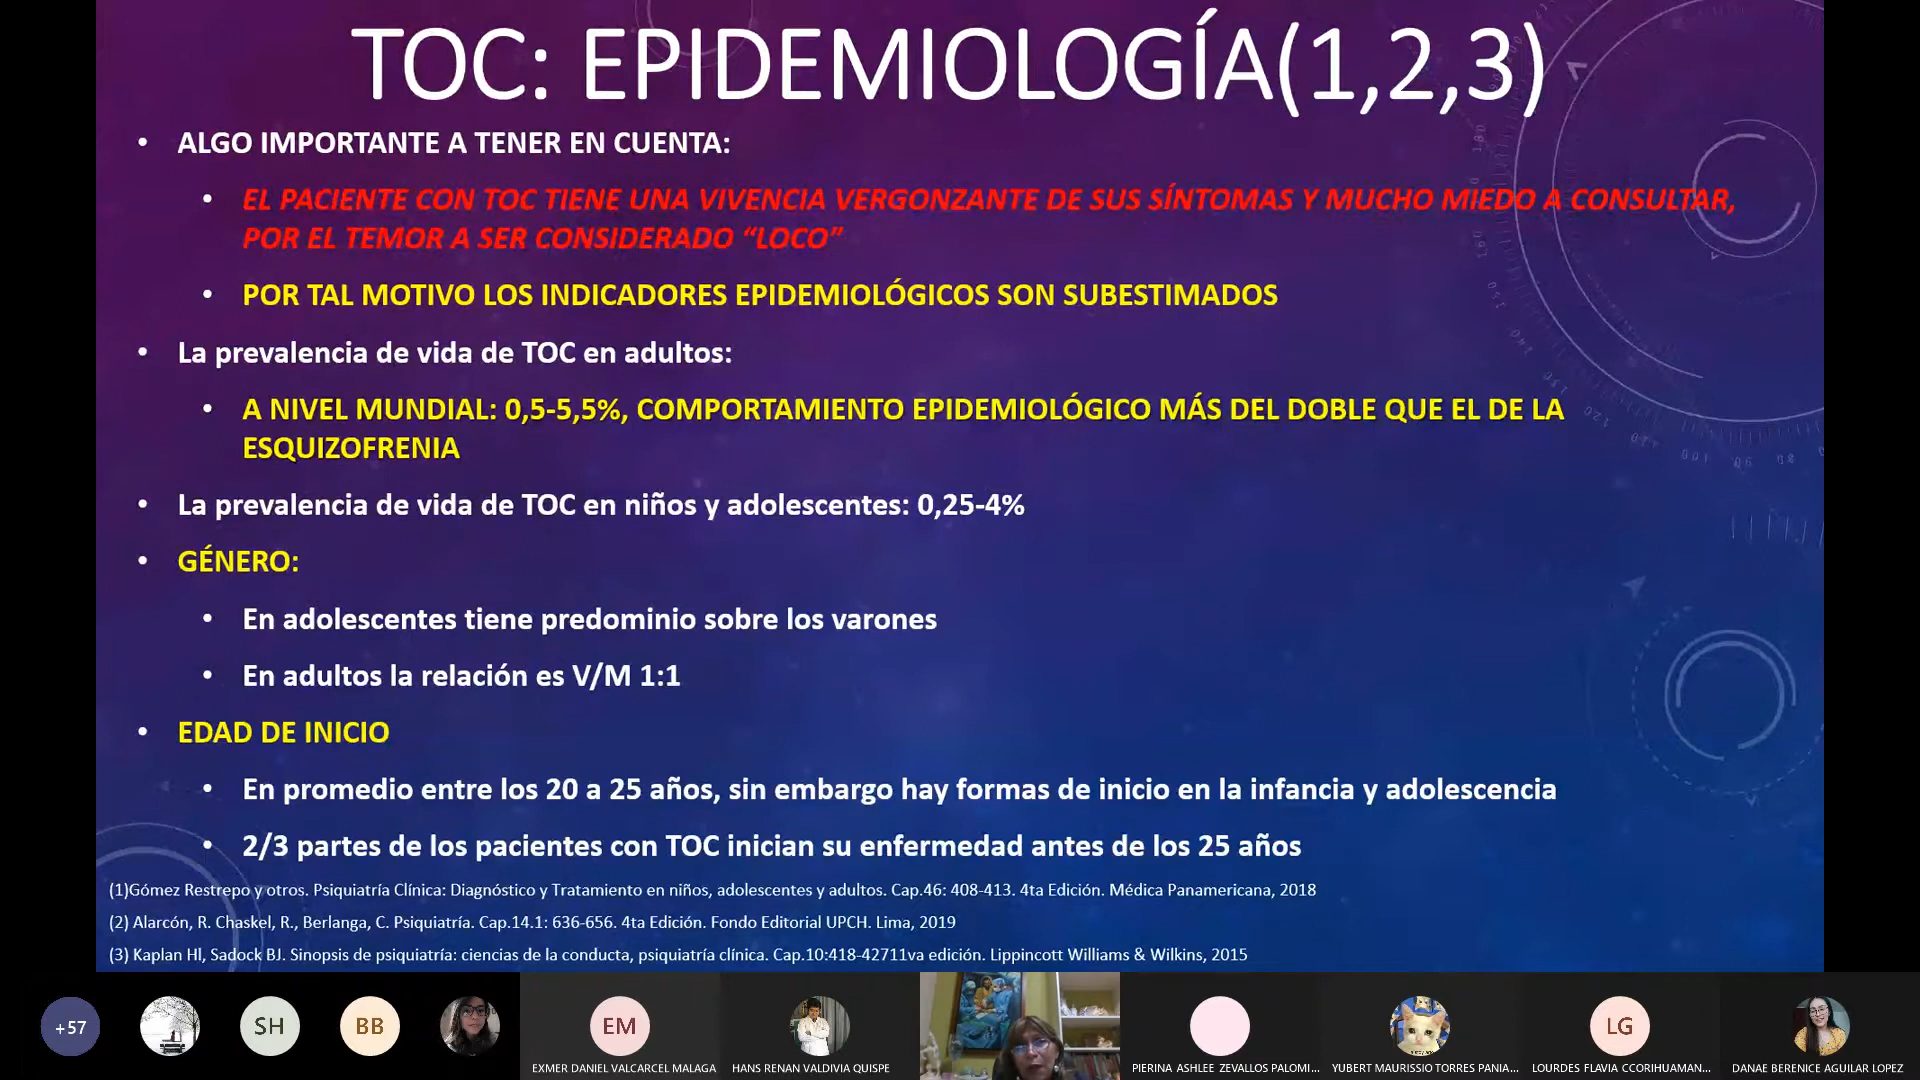 TOC: EPIDEMIOLOGÍA(1,2,3)
• ALGO IMPORTANTE A TENER EN CUENTA:
• EL PACIENTE CON TOC TIENE UNA VIVENCIA VERGONZANTE DE SUS SÍNTOMAS Y MUCHO MIEDO A CONSULTAR,
POR EL TEMOR A SER CONSIDERADO “LOCO”
• POR TAL MOTIVO LOS INDICADORES EPIDEMIOLÓGICOS SON SUBESTIMADOS
• La prevalencia de vida de TOC en adultos:
• A NIVEL MUNDIAL: 0,5-5,5%, COMPORTAMIENTO EPIDEMIOLÓGICO MÁS DEL DOBLE QUE EL DE LA
ESQUIZOFRENIA
• La prevalencia de vida de TOC en niños y adolescentes: 0,25-4%
• GÉNERO:
• En adolescentes tiene predominio sobre los varones
• En adultos la relación es V/M 1:1
• EDAD DE INICIO
• En promedio entre los 20 a 25 años, sin embargo hay formas de inicio en la infancia y adolescencia
• 2/3 partes de los pacientes con TOC inician su enfermedad antes de los 25 años
(1)Gómez Restrepo y otros. Psiquiatría Clínica: Diagnóstico y Tratamiento en niños, adolescentes y adultos. Cap.46: 408-413. 4ta Edición. Médica Panamericana, 2018
(2) Alarcón, R. Chaskel, R., Berlanga, C. Psiquiatría. Cap.14.1: 636-656. 4ta Edición. Fondo Editorial UPCH. Lima, 2019
(3) Kaplan Hl, Sadock BJ. Sinopsis de psiquiatría: ciencias de la conducta, psiquiatría clínica. Cap.10:418-42711va edición. Lippincott Williams & Wilkins, 2015
+57
SH
BB
EM
LG
EXMER DANIEL VALCARCEL MALAGA
HANS RENAN VALDIVIA QUISPE
PIERINA ASHLEE ZEVALLOS PALOMI...
YUBERT MAURISSIO TORRES PANIA...
LOURDES FLAVIA CCORIHUAMAN...
DANAE BERENICE AGUILAR LOPEZ